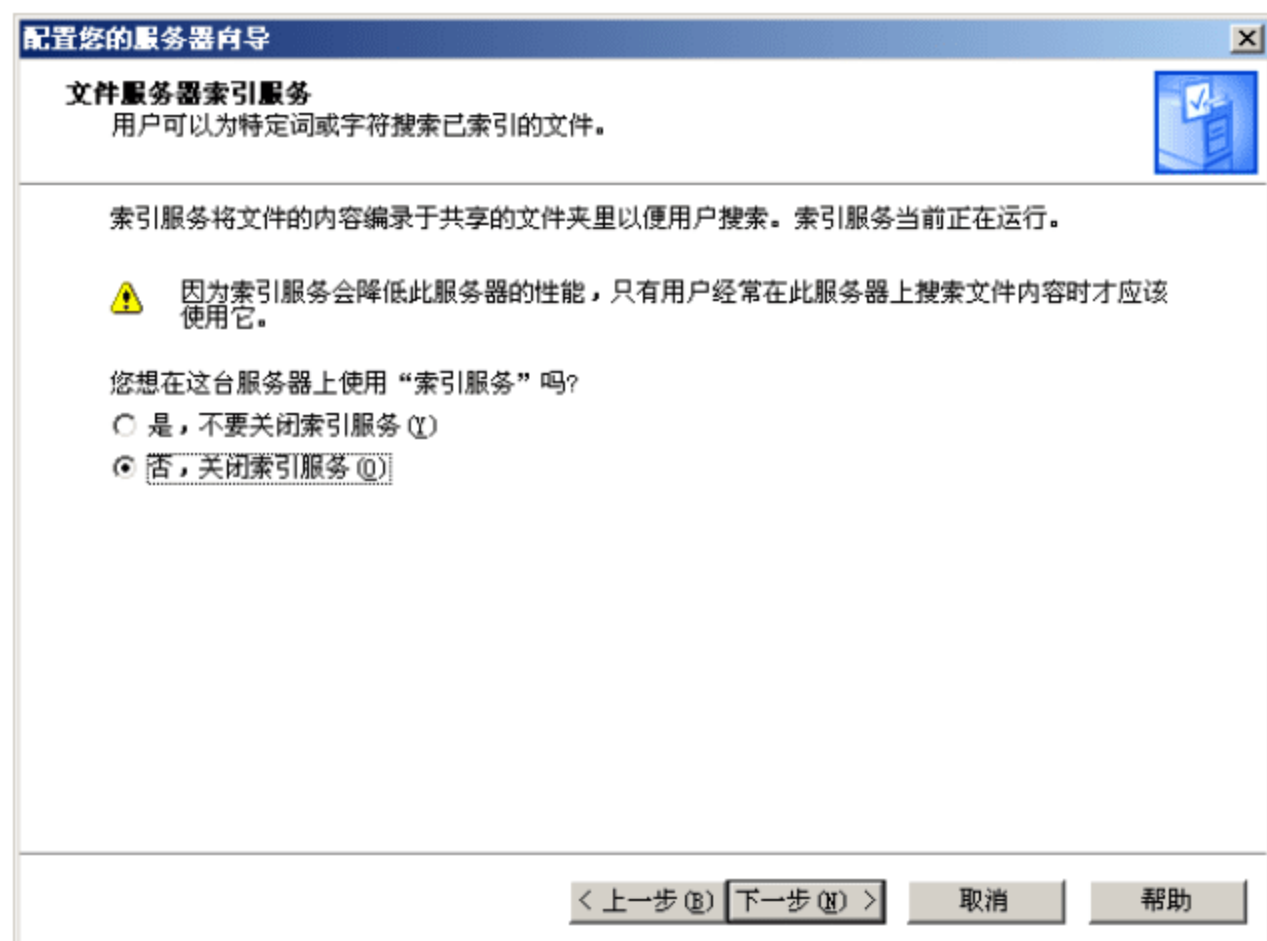 配置您的服务器向导
文件服务器索引服务
用户可以为特定词或字符搜索已索引的文件。
索引服务将文件的内容编录于共享的文件夹里以便用户搜索。索引服务当前正在运行。
因为索引服务会降低此服务器的性能，只有用户经常在此服务器上搜索文件内容时才应该
使用它。
您想在这台服务器上使用“索引服务”吗?
是，不要关闭索引服务(Y)
否，关闭索引服务(O)
< 上一步(B) 下一步(N) > 取消 帮助